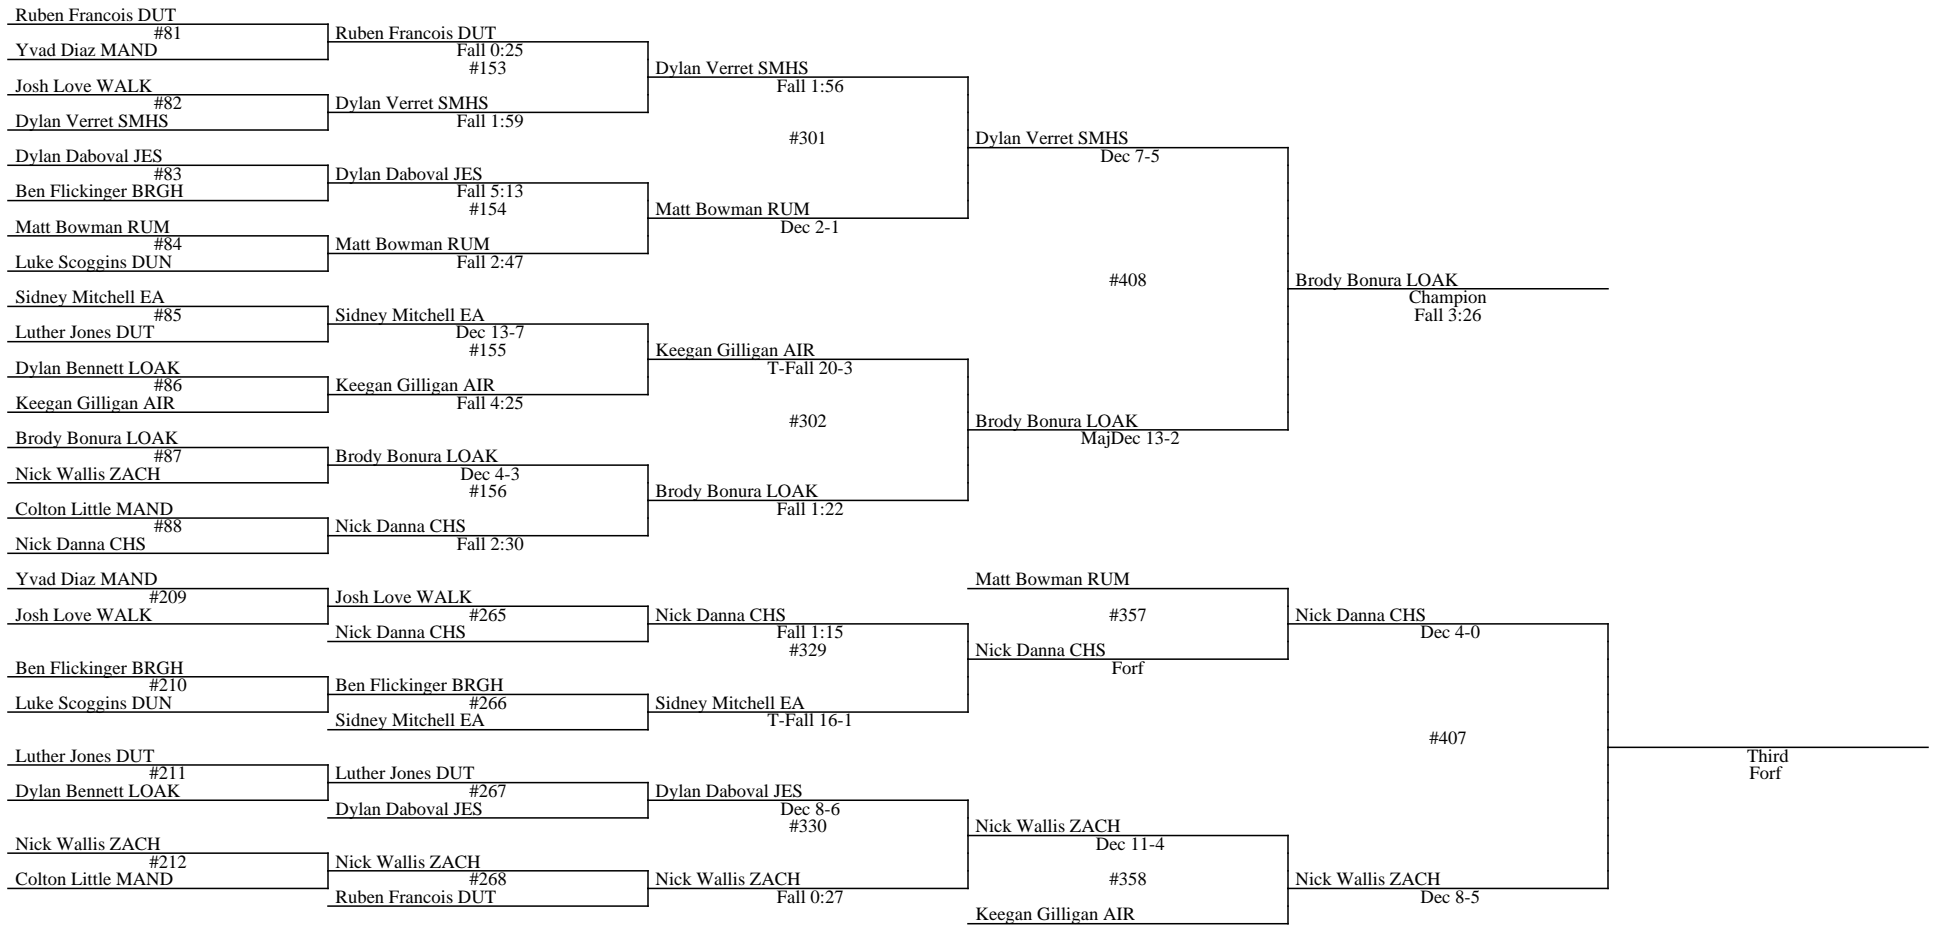 Ruben Francois DUT
#81
Yvad Diaz MAND
Josh Love WALK
#82
Dylan Verret SMHS
Dylan Daboval JES
#83
Ben Flickinger BRGH
Matt Bowman RUM
#84
Luke Scoggins DUN
Sidney Mitchell EA
#85
Luther Jones DUT
Dylan Bennett LOAK
#86
Keegan Gilligan AIR
Brody Bonura LOAK
#87
Nick Wallis ZACH
Colton Little MAND
#88
Nick Danna CHS
Ruben Francois DUT
Fall 0:25
#153
Dylan Verret SMHS
Fall 1:59
Dylan Daboval JES
Fall 5:13
#154
Matt Bowman RUM
Fall 2:47
Sidney Mitchell EA
Dec 13-7
#155
Keegan Gilligan AIR
Fall 4:25
Brody Bonura LOAK
Dec 4-3
#156
Nick Danna CHS
Fall 2:30
Dylan Verret SMHS
Fall 1:56
#301
Matt Bowman RUM
Dec 2-1
Keegan Gilligan AIR
T-Fall 20-3
#302
Brody Bonura LOAK
Fall 1:22
Dylan Verret SMHS
Dec 7-5
#408
Brody Bonura LOAK
MajDec 13-2
Brody Bonura LOAK
Champion
Fall 3:26
Yvad Diaz MAND
#209
Josh Love WALK
Ben Flickinger BRGH
#210
Luke Scoggins DUN
Luther Jones DUT
#211
Dylan Bennett LOAK
Nick Wallis ZACH
#212
Colton Little MAND
Josh Love WALK
#265
Nick Danna CHS
Ben Flickinger BRGH
#266
Sidney Mitchell EA
Luther Jones DUT
#267
Dylan Daboval JES
Nick Wallis ZACH
#268
Ruben Francois DUT
Nick Danna CHS
Fall 1:15
#329
Sidney Mitchell EA
T-Fall 16-1
Dylan Daboval JES
Dec 8-6
#330
Nick Wallis ZACH
Fall 0:27
Matt Bowman RUM
#357
Nick Danna CHS
Forf
Nick Wallis ZACH
Dec 11-4
#358
Keegan Gilligan AIR
Nick Danna CHS
Dec 4-0
#407
Nick Wallis ZACH
Dec 8-5
Third
Forf